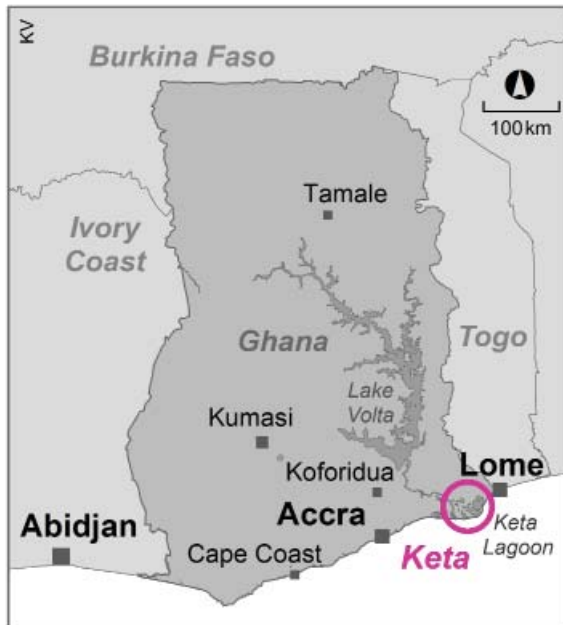 KV
Burkina Faso
100 km
Tamale
Ivory
Coast
Ghana
Togo
Lake
Volta
Kumasi
Koforidua
Lome
Abidjan
Accra
Keta
Lagoon
Keta
Cape Coast